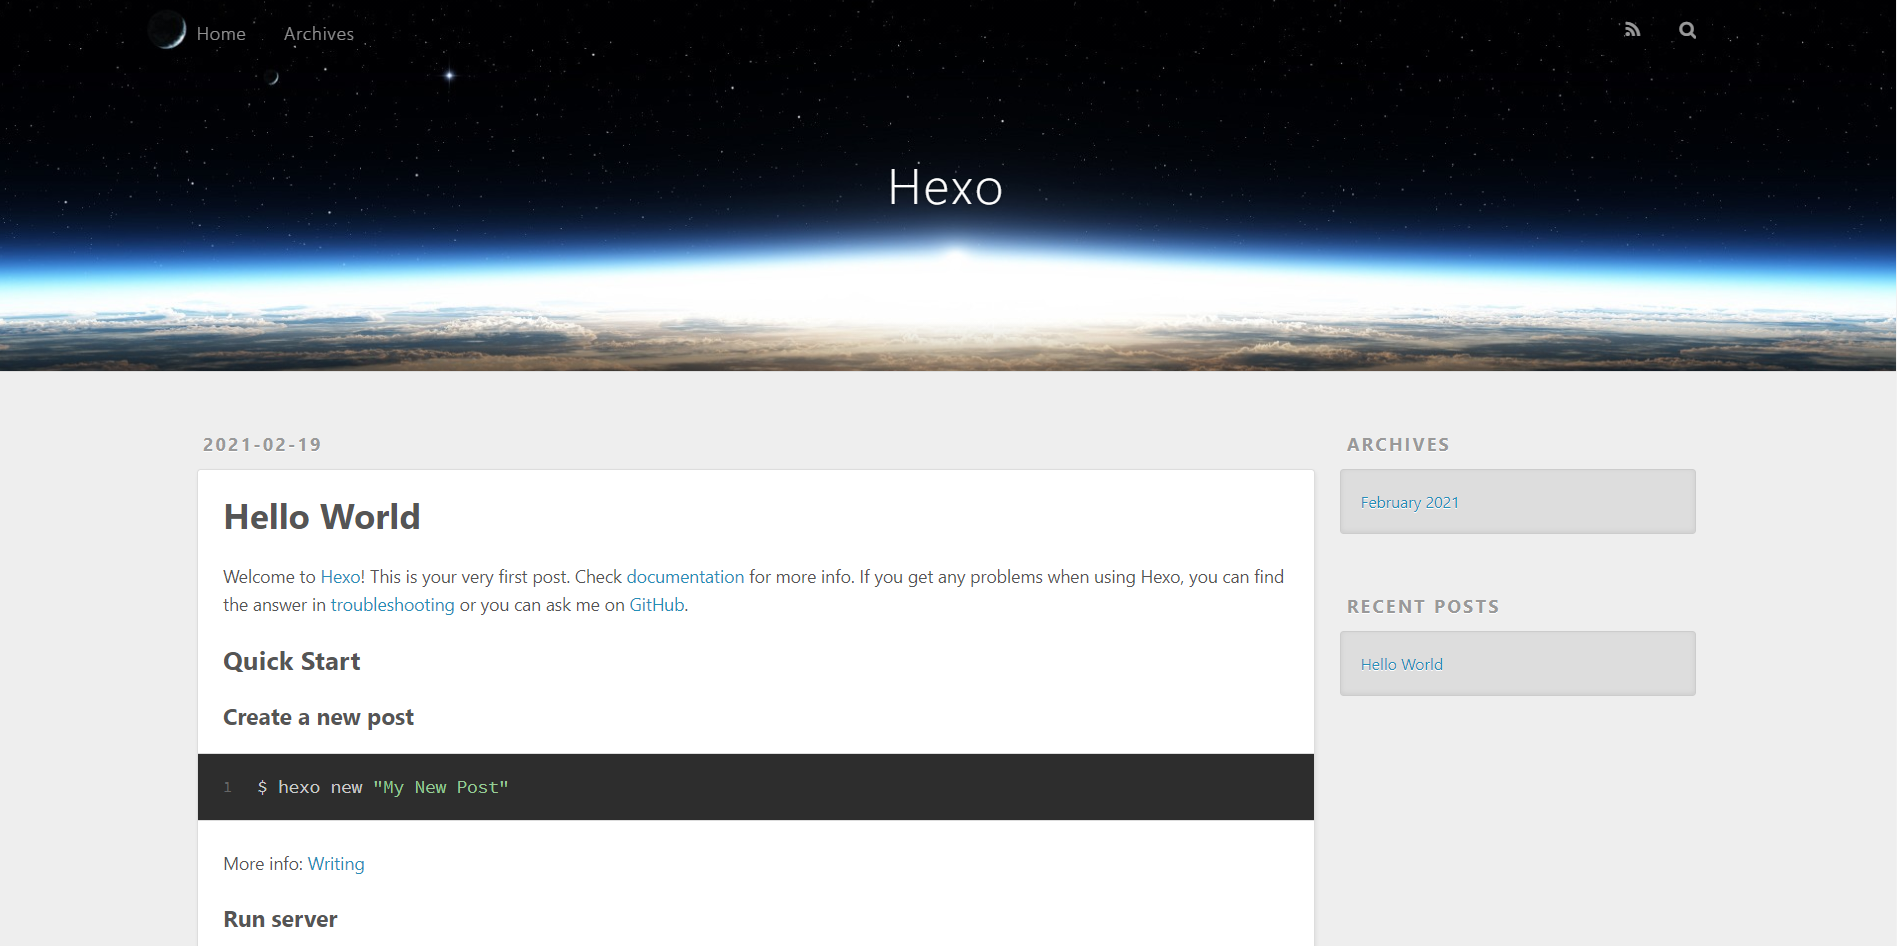 Home Archives
Hexo
2021-02-19
Hello World
Welcome to Hexo! This is your very first post. Check documentation for more info. If you get any problems when using Hexo, you can find
the answer in troubleshooting or you can ask me on GitHub.
Quick Start
Create a new post
1 $ hexo new "My New Post"
More info: Writing
Run server
ARCHIVES
February 2021
RECENT POSTS
Hello World